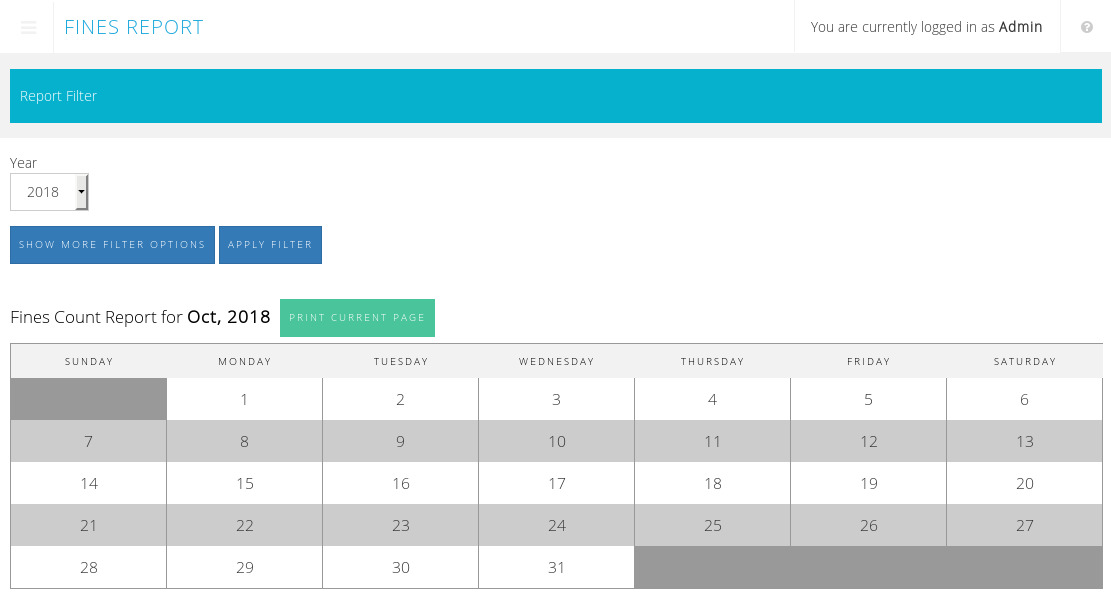 FINES REPORT
You are currently logged in as Admin
Report Filter
Year
2018
SHOW MORE FILTER OPTIONS APPLY FILTER
Fines Count Report for Oct, 2018 PRINT CURRENT PAGE
SUNDAY MONDAY TUESDAY WEDNESDAY THURSDAY FRIDAY SATURDAY
1 2 3 4 5 6
7 8 9 10 11 12 13
14 15 16 17 18 19 20
21 22 23 24 25 26 27
28 29 30 31